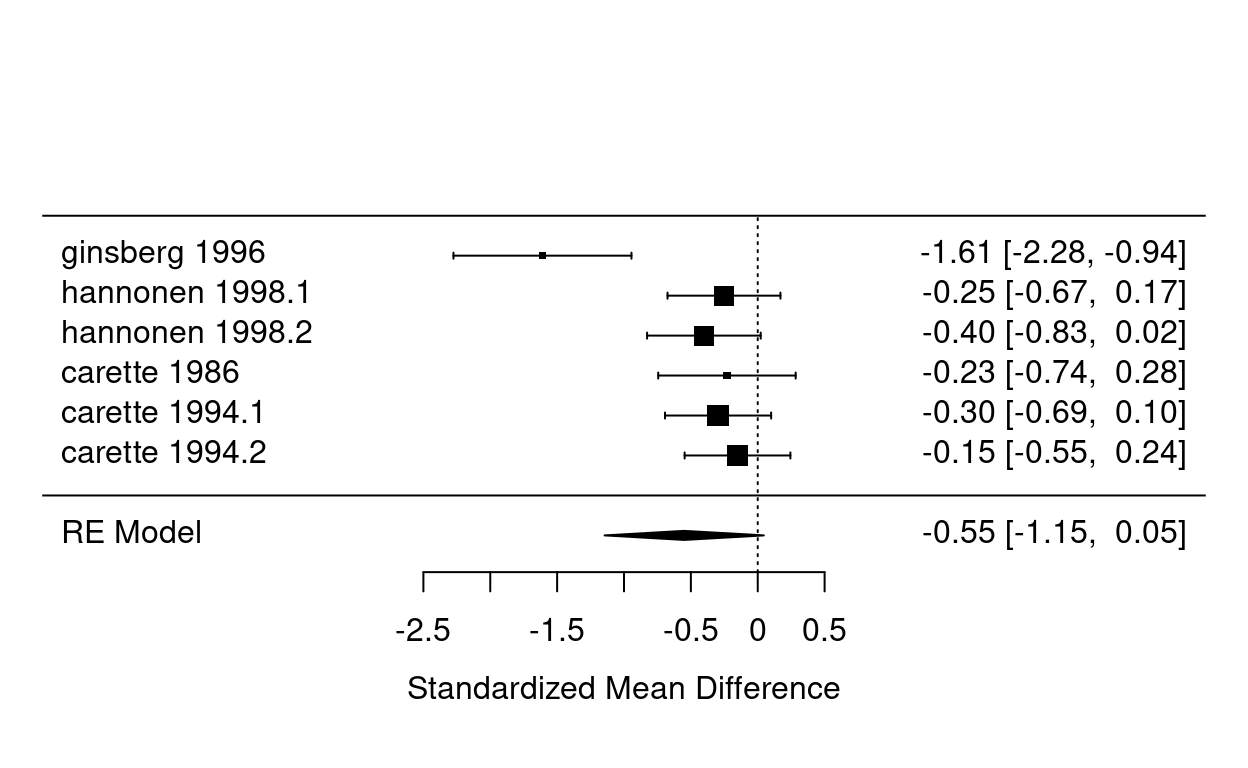 ginsberg 1996 -1.61 [-2.28, -0.94]
hannonen 1998.1 -0.25 [-0.67, 0.17]
hannonen 1998.2 -0.40 [-0.83, 0.02]
carette 1986 -0.23 [-0.74, 0.28]
carette 1994.1 -0.30 [-0.69, 0.10]
carette 1994.2 -0.15 [-0.55, 0.24]
RE Model -0.55 [-1.15, 0.05]
-2.5 -1.5 -0.5 0 0.5
Standardized Mean Difference